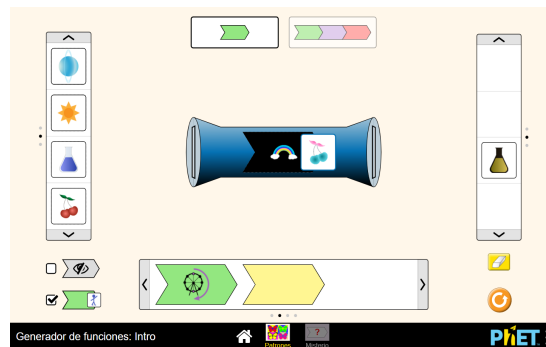 Generador de funciones: Intro
Patrones
Misterio
PhET